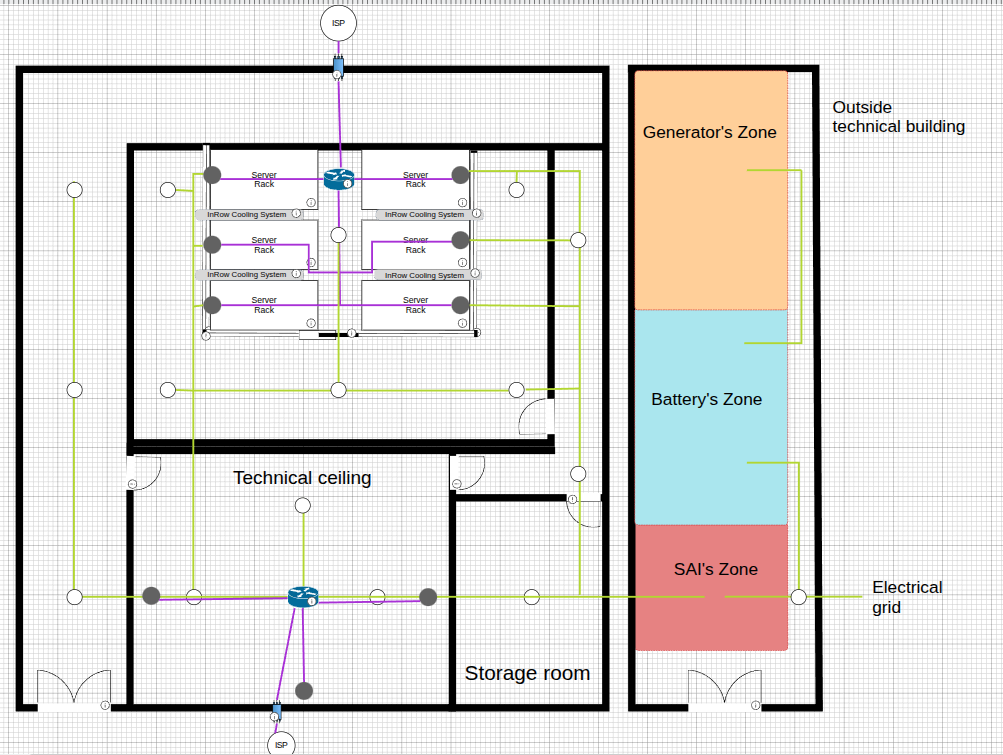 ISP
Outside
technical building
Generator's Zone
Server
Rack
Server
Rack
InRow Cooling System
InRow Cooling System
Server
Rack
Server
Rack
InRow Cooling System
InRow Cooling System
Server
Rack
Server
Rack
Battery's Zone
Technical ceiling
SAI's Zone
Electrical
grid
Storage room
ISP